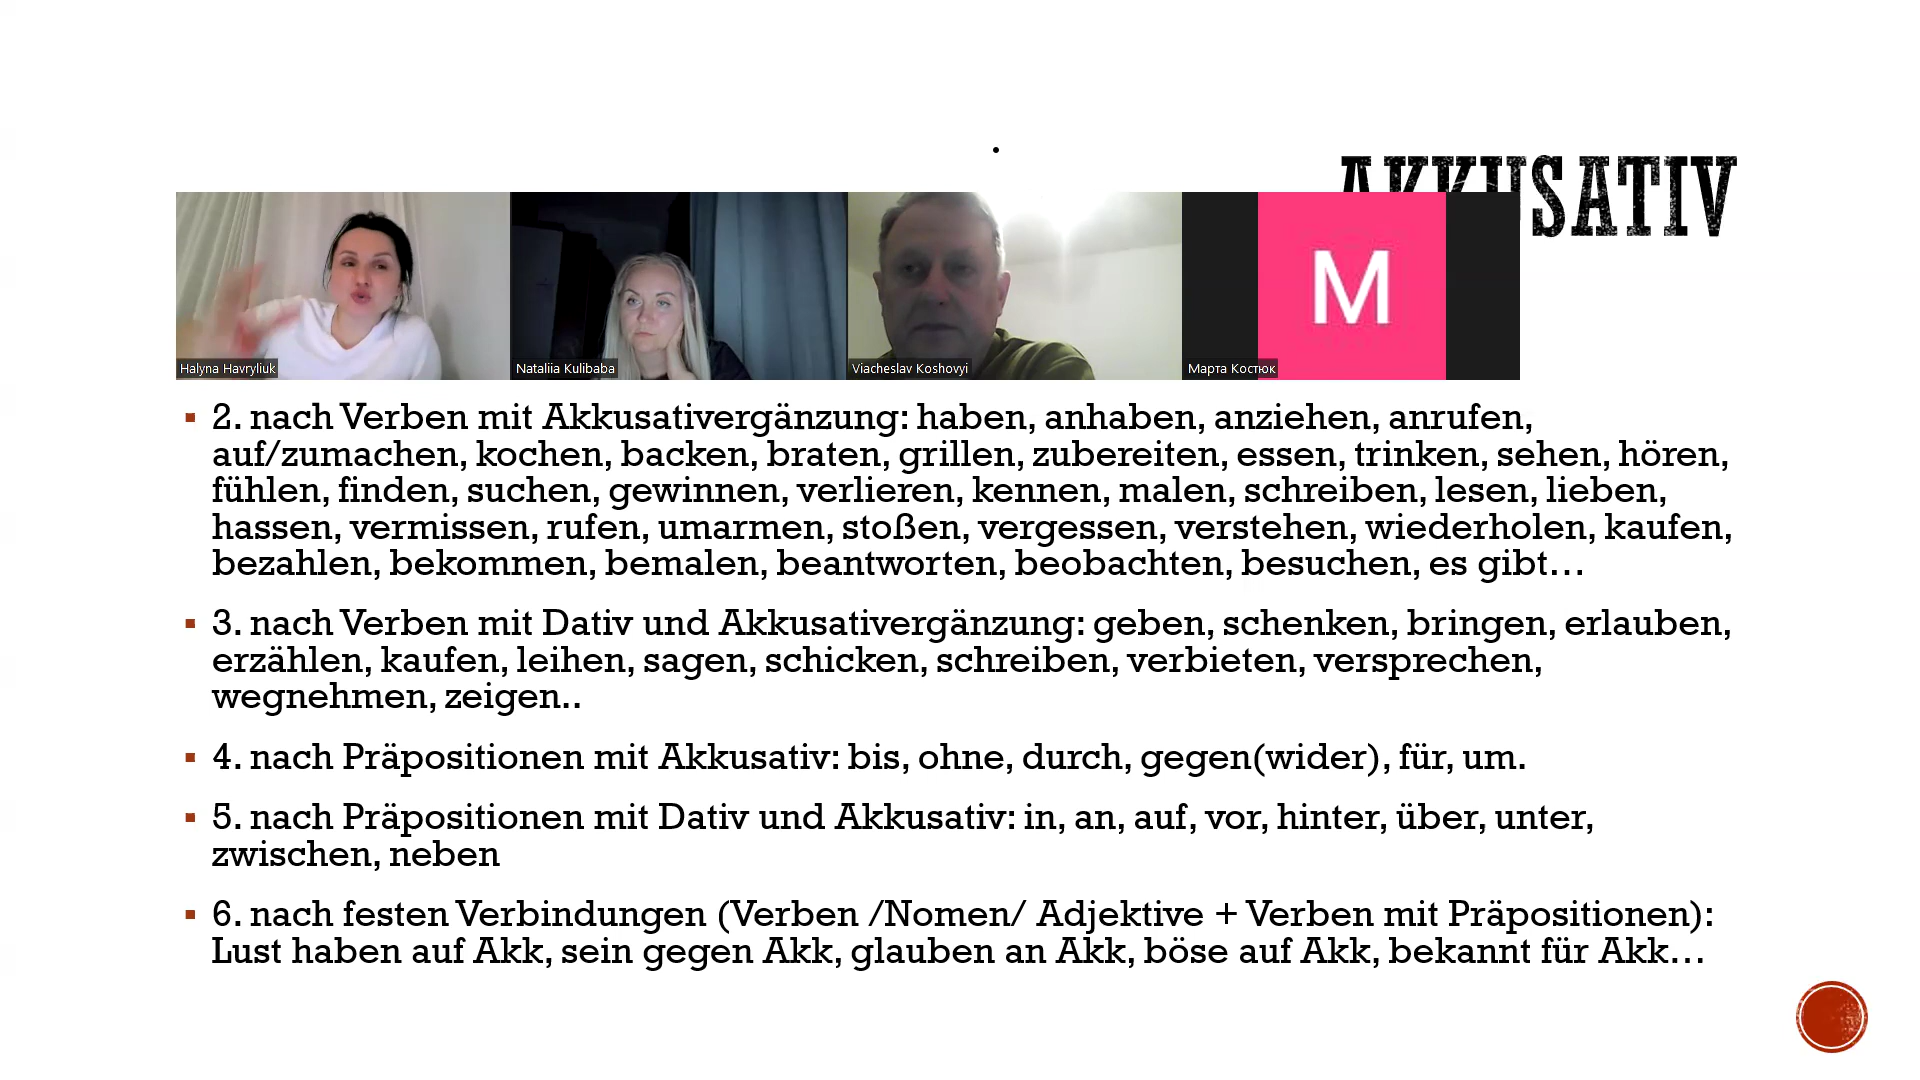 AKKUSATIV
Halyna Havryliuk
Nataliia Kulibaba
Viacheslav Koshovyi
Марта Костюк
M
▪ 2. nach Verben mit Akkusativergänzung: haben, anhaben, anziehen, anrufen,
auf/zumachen, kochen, backen, braten, grillen, zubereiten, essen, trinken, sehen, hören,
fühlen, finden, suchen, gewinnen, verlieren, kennen, malen, schreiben, lesen, lieben,
hassen, vermissen, rufen, umarmen, stoßen, vergessen, verstehen, wiederholen, kaufen,
bezahlen, bekommen, bemalen, beantworten, beobachten, besuchen, es gibt…
▪ 3. nach Verben mit Dativ und Akkusativergänzung: geben, schenken, bringen, erlauben,
erzählen, kaufen, leihen, sagen, schicken, schreiben, verbieten, versprechen,
wegnehmen, zeigen..
▪ 4. nach Präpositionen mit Akkusativ: bis, ohne, durch, gegen(wider), für, um.
▪ 5. nach Präpositionen mit Dativ und Akkusativ: in, an, auf, vor, hinter, über, unter,
zwischen, neben
▪ 6. nach festen Verbindungen (Verben /Nomen/ Adjektive + Verben mit Präpositionen):
Lust haben auf Akk, sein gegen Akk, glauben an Akk, böse auf Akk, bekannt für Akk…